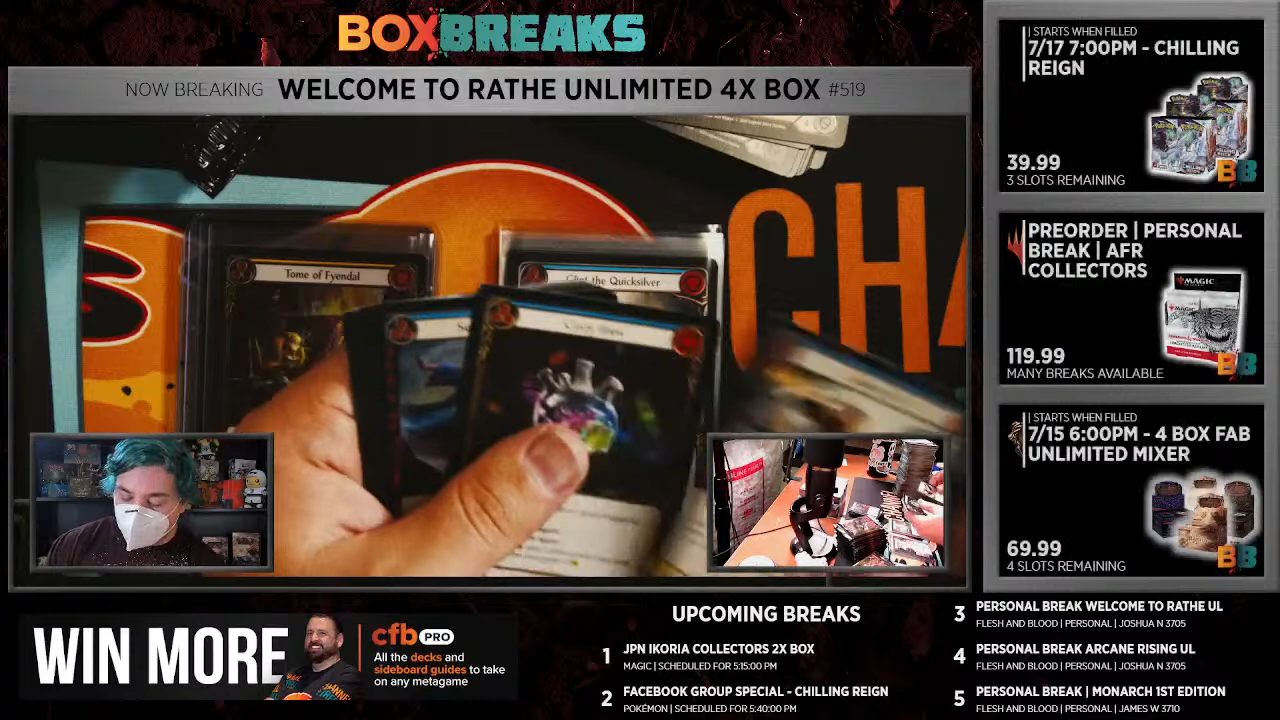 BOXBREAKS
NOW BREAKING WELCOME TO RATHE UNLIMITED 4X BOX #519
CHA
Tome of Fyendal
the Quicksilver
| STARTS WHEN FILLED
7/17 7:00PM - CHILLING
REIGN
39.99
3 SLOTS REMAINING
BB
PREORDER | PERSONAL
BREAK | AFR
COLLECTORS
MAGIC
119.99
MANY BREAKS AVAILABLE
BB
| STARTS WHEN FILLED
7/15 6:00PM - 4 BOX FAB
UNLIMITED MIXER
69.99
4 SLOTS REMAINING
BB
WIN MORE
cfb PRO
All the decks and
sideboard guides to take
on any metagame
UPCOMING BREAKS
1 JPN IKORIA COLLECTORS 2X BOX
MAGIC | SCHEDULED FOR 5:15:00 PM
2 FACEBOOK GROUP SPECIAL - CHILLING REIGN
POKÉMON | SCHEDULED FOR 5:40:00 PM
3 PERSONAL BREAK WELCOME TO RATHE UL
FLESH AND BLOOD | PERSONAL | JOSHUA N 3705
4 PERSONAL BREAK ARCANE RISING UL
FLESH AND BLOOD | PERSONAL | JOSHUA N 3705
5 PERSONAL BREAK | MONARCH 1ST EDITION
FLESH AND BLOOD | PERSONAL | JAMES W 3710